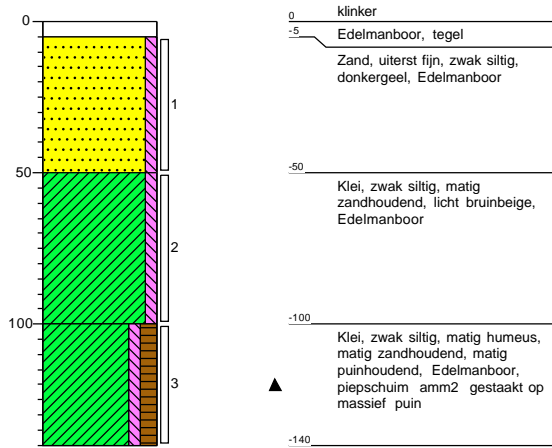 0
klinker
0
-5
Edelmanboor, tegel
Zand, uiterst fijn, zwak siltig,
donkergeel, Edelmanboor
1
50
-50
Klei, zwak siltig, matig
zandhoudend, licht bruinbeige,
Edelmanboor
2
100
-100
Klei, zwak siltig, matig humeus,
matig zandhoudend, matig
puinhoudend, Edelmanboor,
piepschuim amm2 gestaakt op
massief puin
3
-140